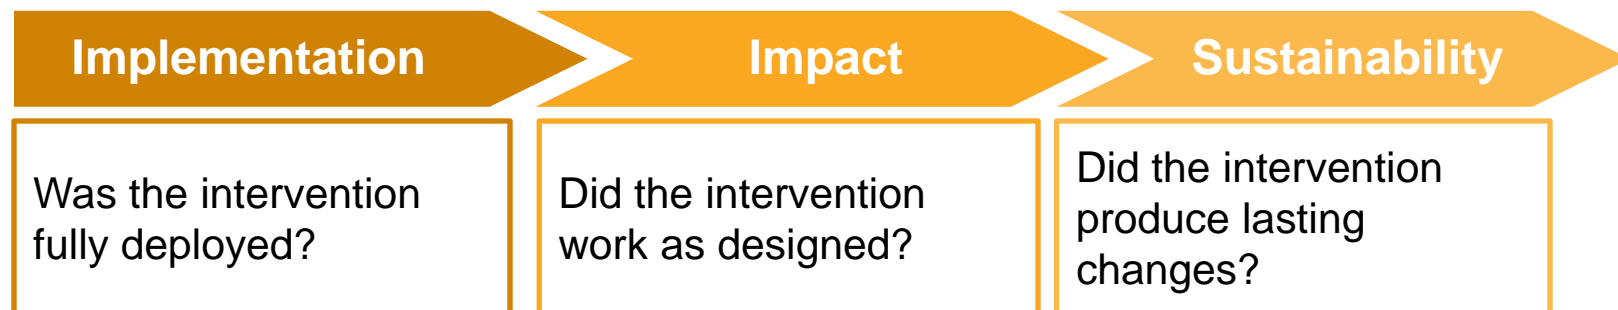 Implementation
Impact
Sustainability
Was the intervention
fully deployed?
Did the intervention
work as designed?
Did the intervention
produce lasting
changes?